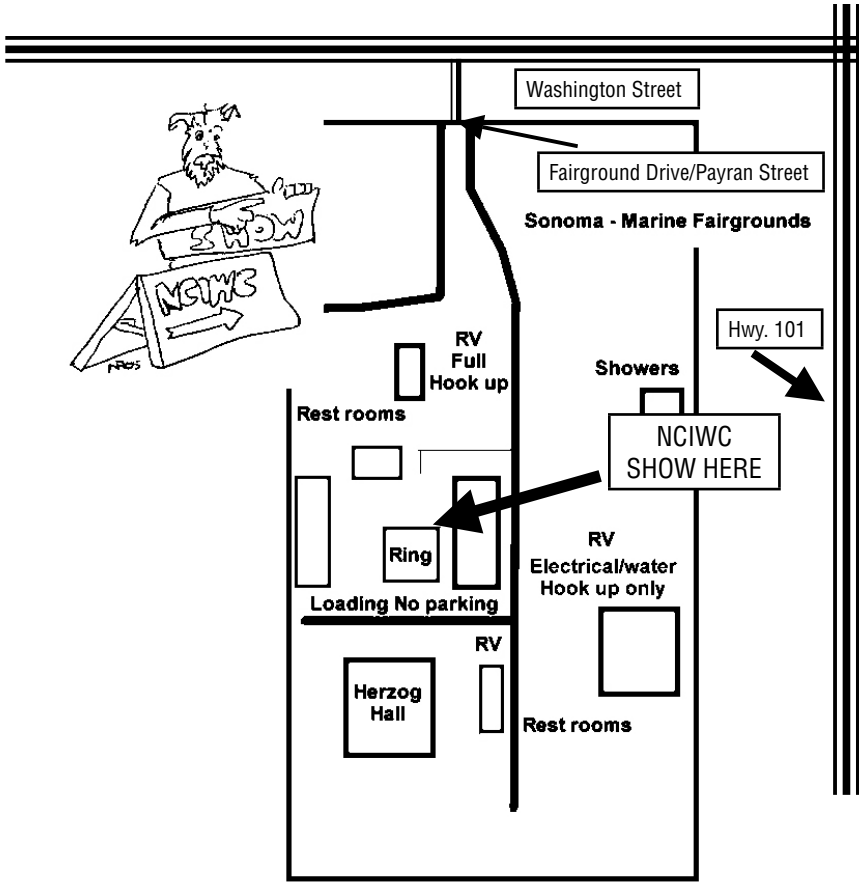 Washington Street
Fairground Drive/Payran Street
Sonoma - Marine Fairgrounds
SHOW
NCIWC
Hwy. 101
RV
Full
Hook up
Showers
Rest rooms
NCIWC
SHOW HERE
Ring
RV
Electrical/water
Hook up only
Loading No parking
RV
Herzog
Hall
Rest rooms